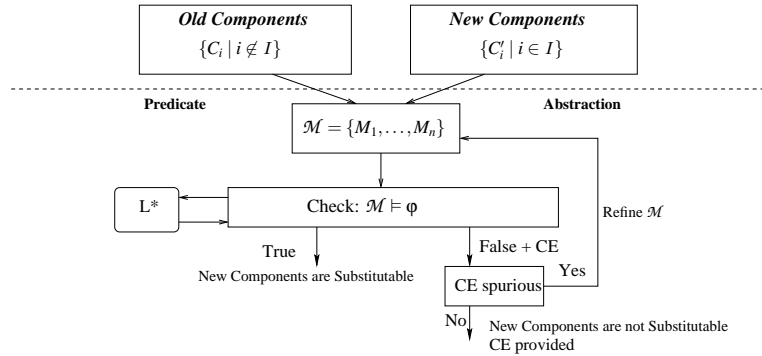 Old Components
{C_i | i ∉ I}
New Components
{C'_i | i ∈ I}
Predicate
Abstraction
ℳ = {M_1,...,M_n}
L*
Check: ℳ ⊨ φ
Refine ℳ
True
False + CE
New Components are Substitutable
CE spurious
Yes
No
New Components are not Substitutable
CE provided